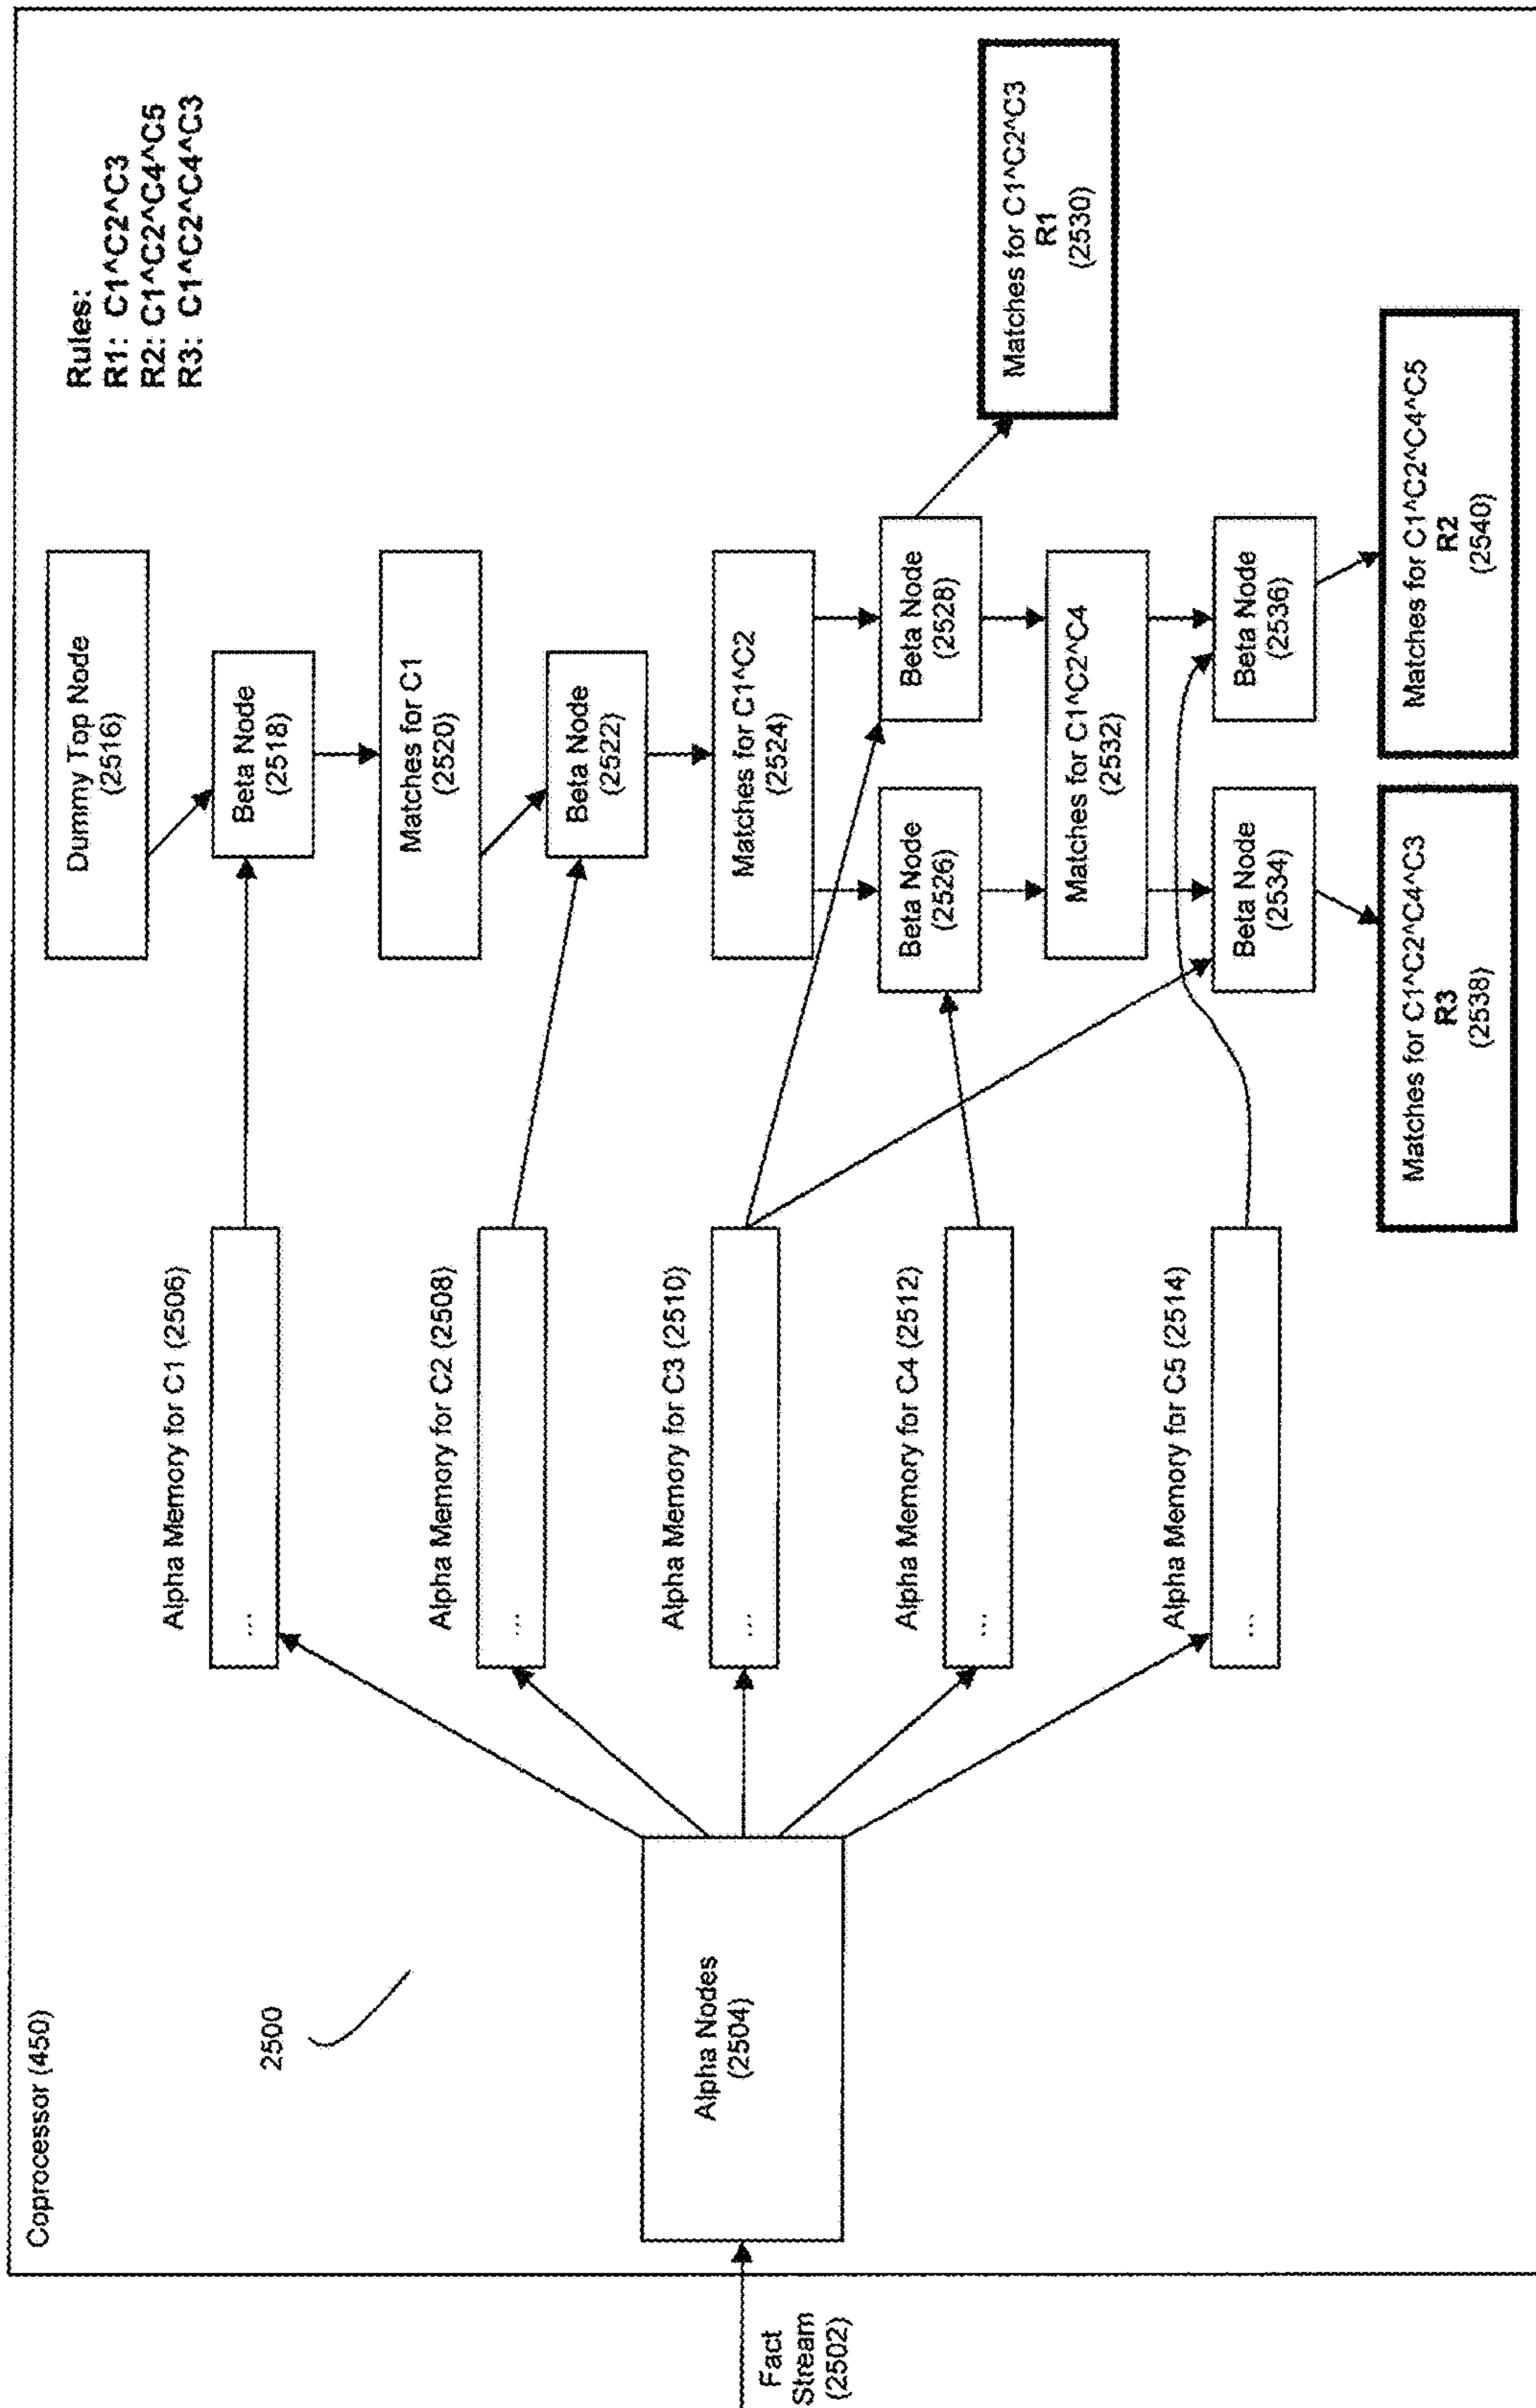 Coprocessor (450)
Rules:
R1: C1^C2^C3
R2: C1^C2^C4^C5
R3: C1^C2^C4^C3
2500
Fact
Stream
(2502)
Alpha Nodes
(2504)
Alpha Memory for C1 (2506)
...
Alpha Memory for C2 (2508)
...
Alpha Memory for C3 (2510)
...
Alpha Memory for C4 (2512)
...
Alpha Memory for C5 (2514)
...
Dummy Top Node
(2516)
Beta Node
(2518)
Matches for C1
(2520)
Beta Node
(2522)
Matches for C1^C2
(2524)
Beta Node
(2526)
Beta Node
(2528)
Matches for C1^C2^C3
R1
(2530)
Matches for C1^C2^C4
(2532)
Beta Node
(2534)
Beta Node
(2536)
Matches for C1^C2^C4^C3
R3
(2538)
Matches for C1^C2^C4^C5
R2
(2540)